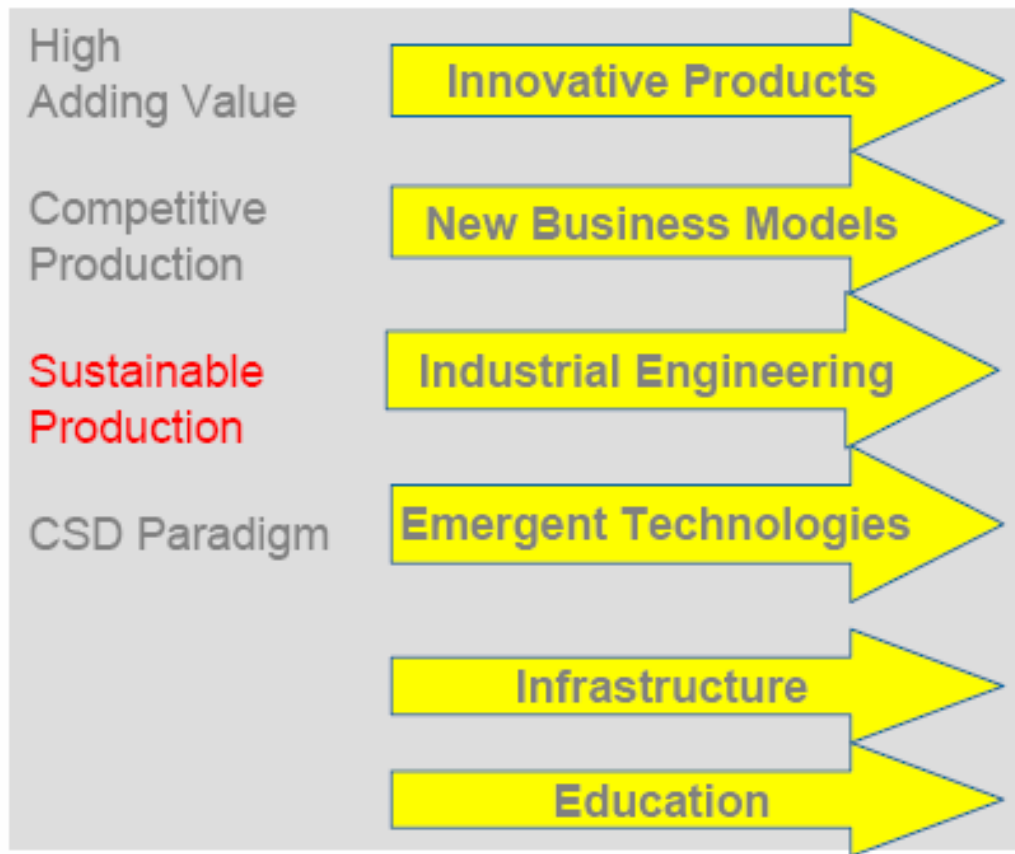 High
Adding Value
Innovative Products
Competitive
Production
New Business Models
Sustainable
Production
Industrial Engineering
CSD Paradigm
Emergent Technologies
Infrastructure
Education